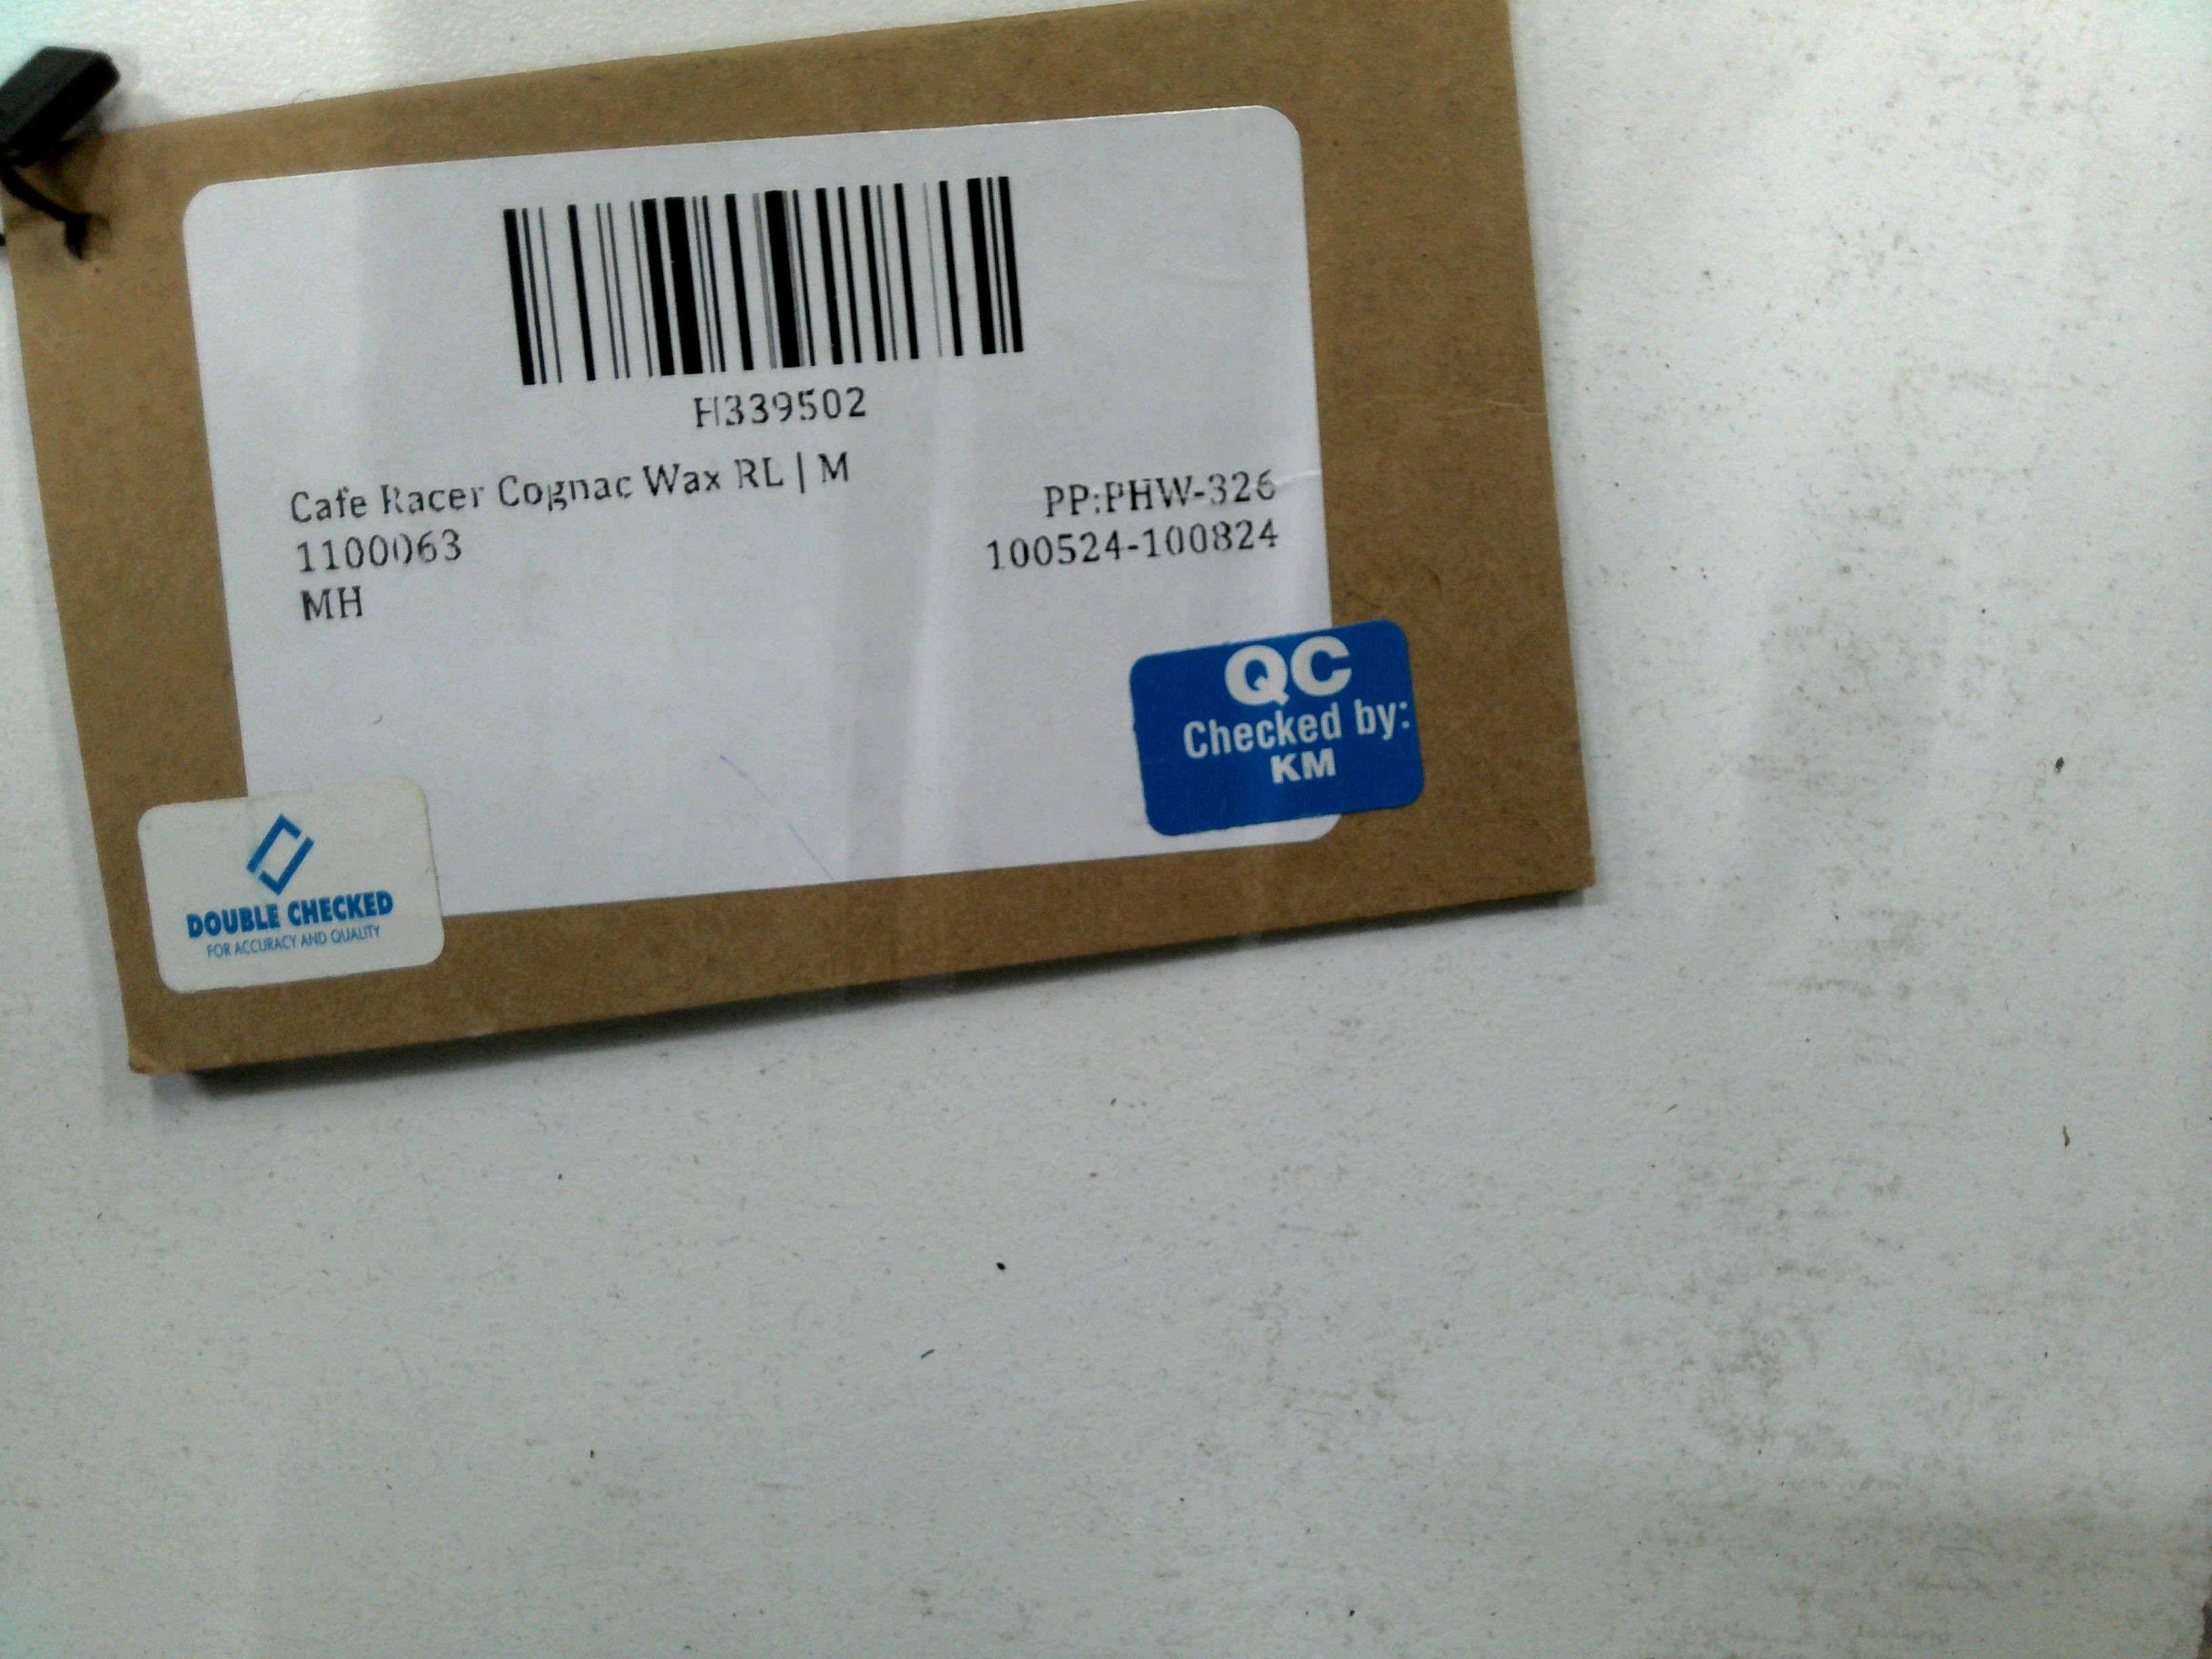 H339502
Cafe Racer Cognac Wax RL | M
1100063
MH
PP:PHW-326
100524-100824
QC
Checked by:
KM
DOUBLE CHECKED
FOR ACCURACY AND QUALITY